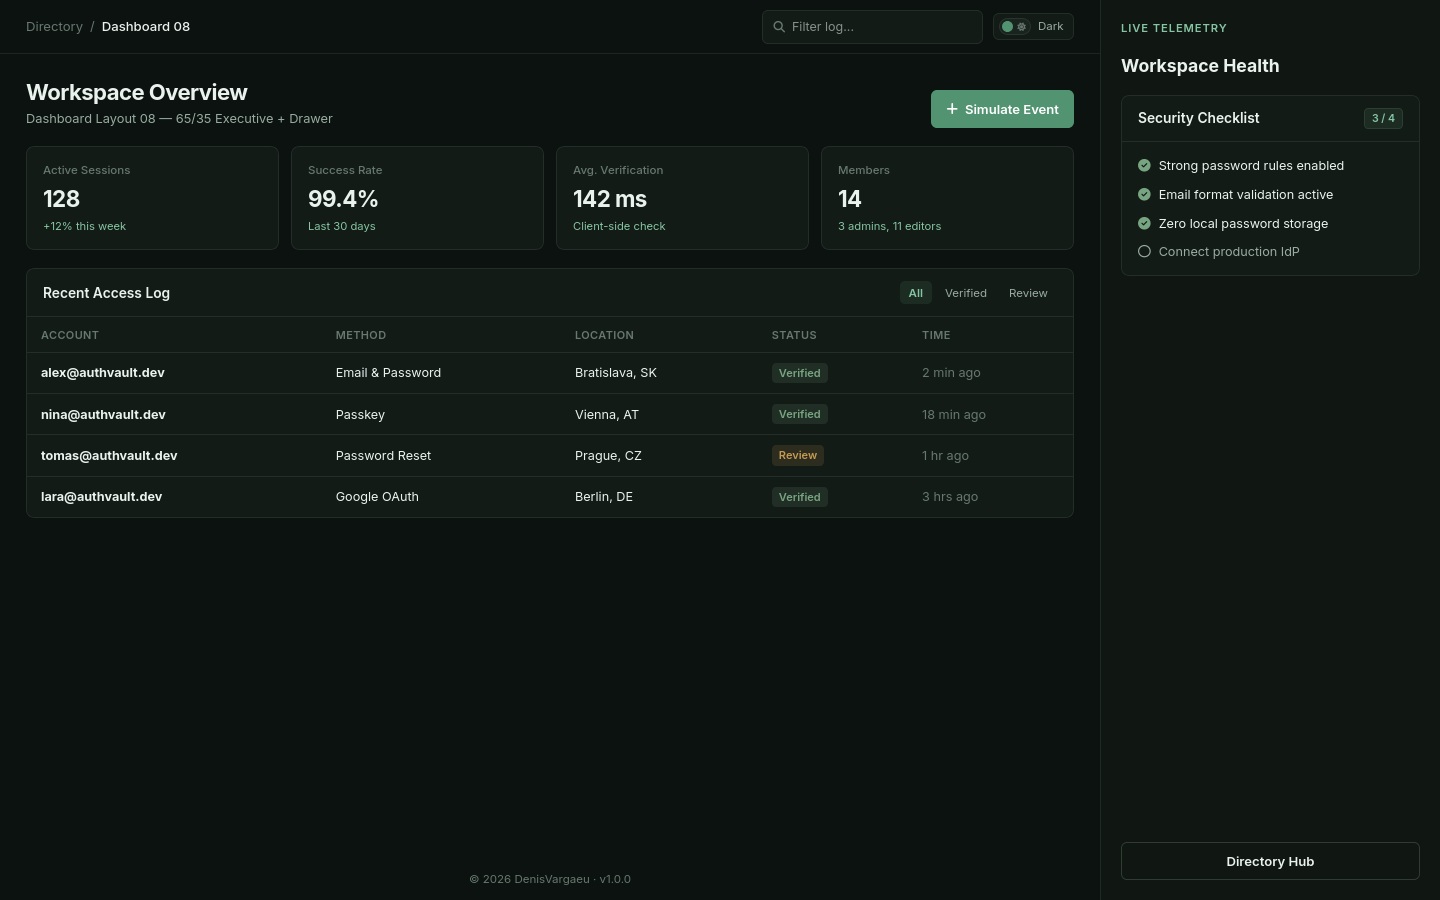 Directory / Dashboard 08
Filter log...
Dark
Workspace Overview
Dashboard Layout 08 — 65/35 Executive + Drawer
Simulate Event
Active Sessions
128
+12% this week
Success Rate
99.4%
Last 30 days
Avg. Verification
142 ms
Client-side check
Members
14
3 admins, 11 editors
Recent Access Log
All Verified Review
ACCOUNT METHOD LOCATION STATUS TIME
alex@authvault.dev Email & Password Bratislava, SK Verified 2 min ago
nina@authvault.dev Passkey Vienna, AT Verified 18 min ago
tomas@authvault.dev Password Reset Prague, CZ Review 1 hr ago
lara@authvault.dev Google OAuth Berlin, DE Verified 3 hrs ago
© 2026 DenisVargaeu · v1.0.0
LIVE TELEMETRY
Workspace Health
Security Checklist 3 / 4
Strong password rules enabled
Email format validation active
Zero local password storage
Connect production IdP
Directory Hub